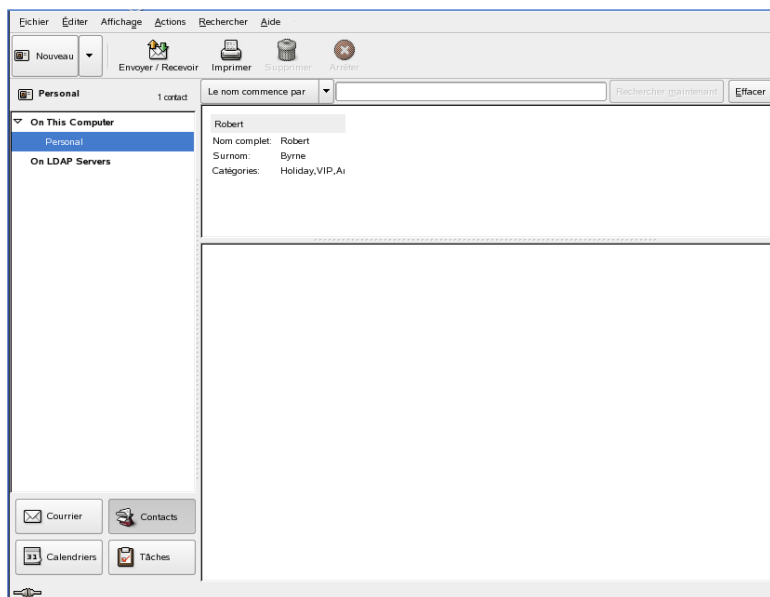 Fichier Éditer Affichage Actions Rechercher Aide
Nouveau Envoyer / Recevoir Imprimer Supprimer Arrêter
Personal 1 contact
Le nom commence par Rechercher maintenant Effacer
On This Computer
Personal
On LDAP Servers
Robert
Nom complet: Robert
Surnom: Byrne
Catégories: Holiday,VIP,Ai
Courrier Contacts
31 Calendriers Tâches